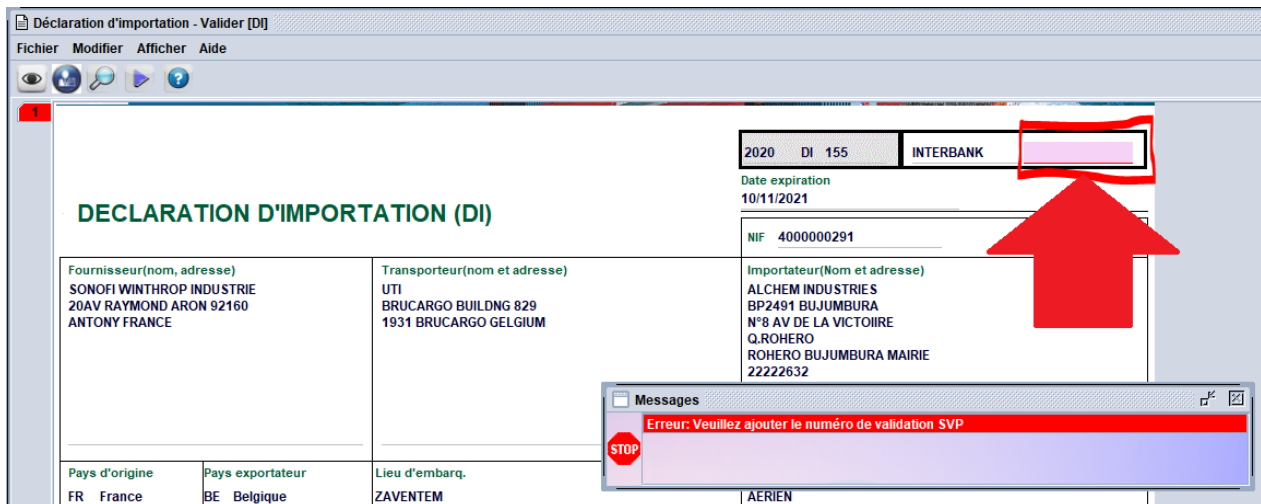 Déclaration d'importation - Valider [DI]
Fichier Modifier Afficher Aide
1
2020 DI 155 INTERBANK
Date expiration
10/11/2021
DECLARATION D'IMPORTATION (DI)
NIF 4000000291
Fournisseur(nom, adresse)
SONOFI WINTHROP INDUSTRIE
20AV RAYMOND ARON 92160
ANTONY FRANCE
Transporteur(nom et adresse)
UTI
BRUCARGO BUILDNG 829
1931 BRUCARGO GELGIUM
Importateur(Nom et adresse)
ALCHEM INDUSTRIES
BP2491 BUJUMBURA
N°8 AV DE LA VICTOIIRE
Q.ROHERO
ROHERO BUJUMBURA MAIRIE
22222632
Messages
Erreur: Veuillez ajouter le numéro de validation SVP
STOP
Pays d'origine
FR France
Pays exportateur
BE Belgique
Lieu d'embarq.
ZAVENTEM
AERIEN